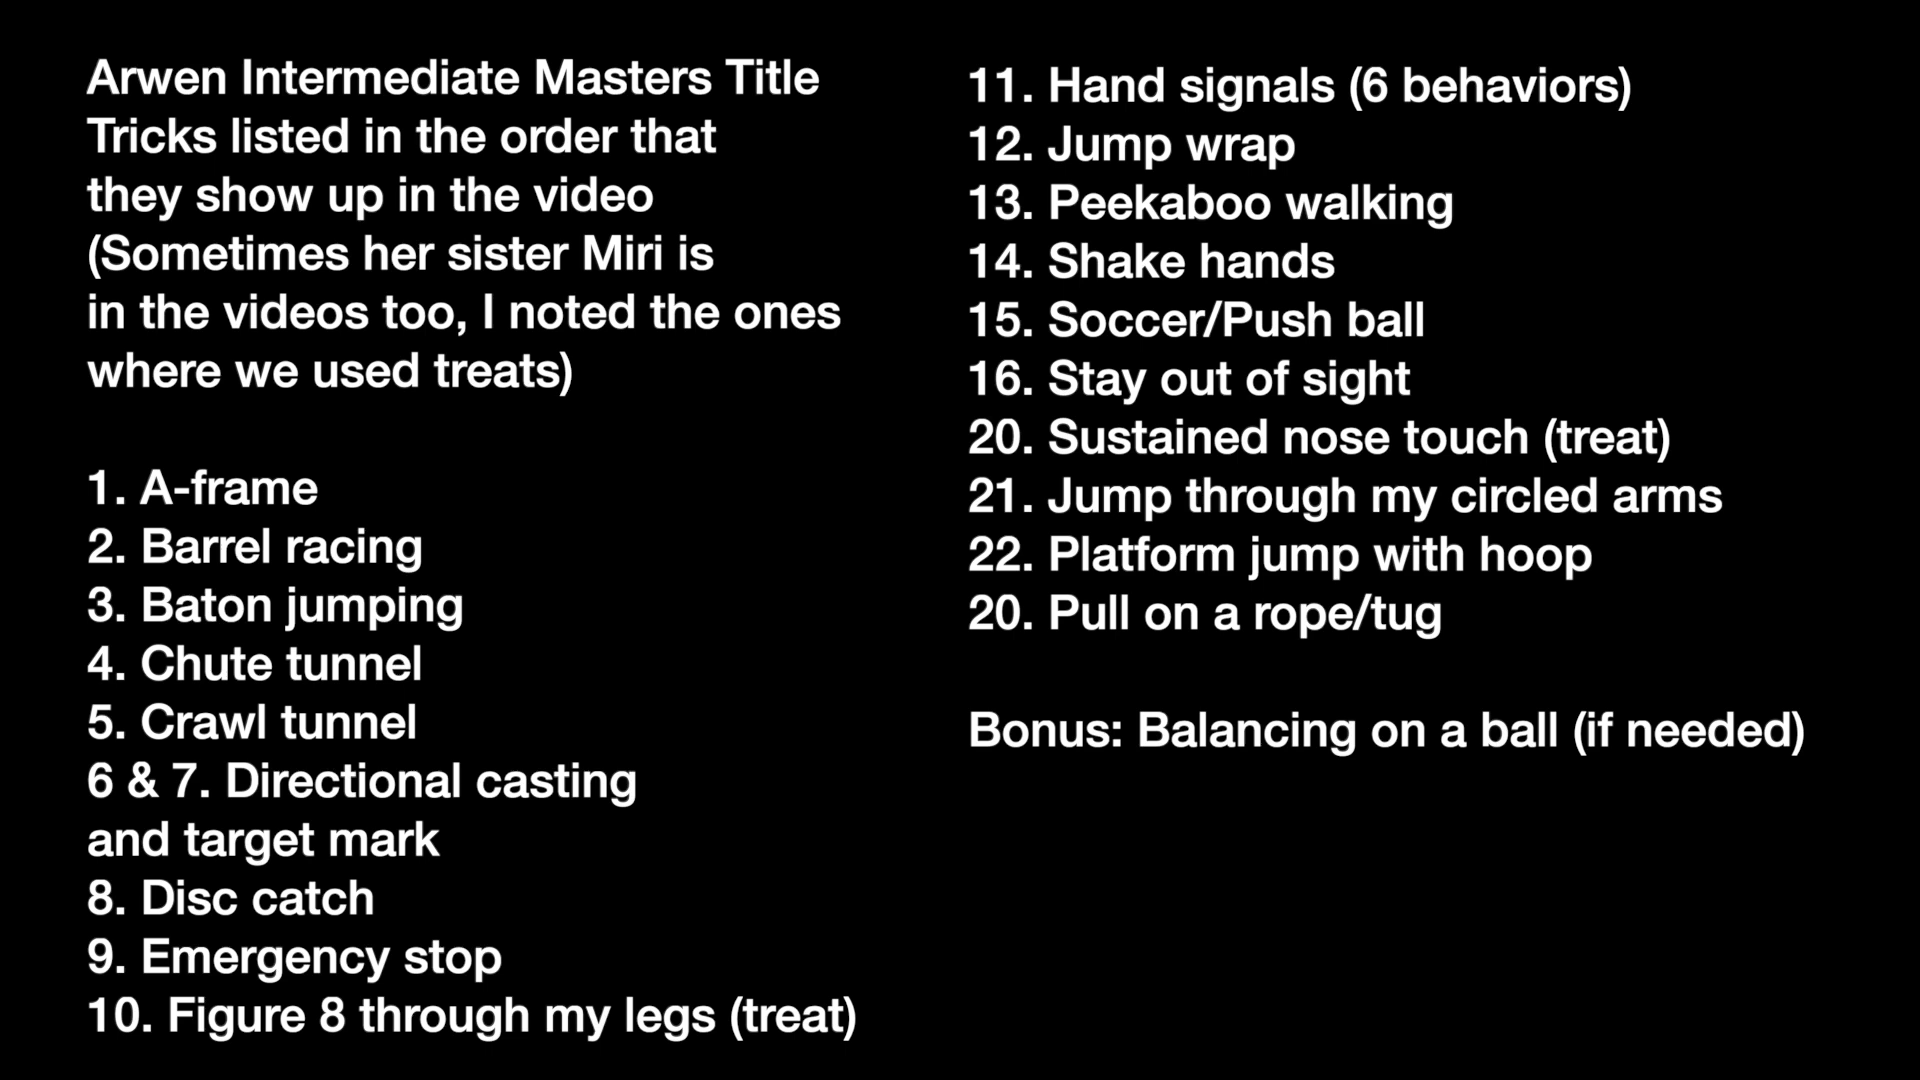 Arwen Intermediate Masters Title
Tricks listed in the order that
they show up in the video
(Sometimes her sister Miri is
in the videos too, I noted the ones
where we used treats)
1. A-frame
2. Barrel racing
3. Baton jumping
4. Chute tunnel
5. Crawl tunnel
6 & 7. Directional casting
and target mark
8. Disc catch
9. Emergency stop
10. Figure 8 through my legs (treat)
11. Hand signals (6 behaviors)
12. Jump wrap
13. Peekaboo walking
14. Shake hands
15. Soccer/Push ball
16. Stay out of sight
20. Sustained nose touch (treat)
21. Jump through my circled arms
22. Platform jump with hoop
20. Pull on a rope/tug
Bonus: Balancing on a ball (if needed)